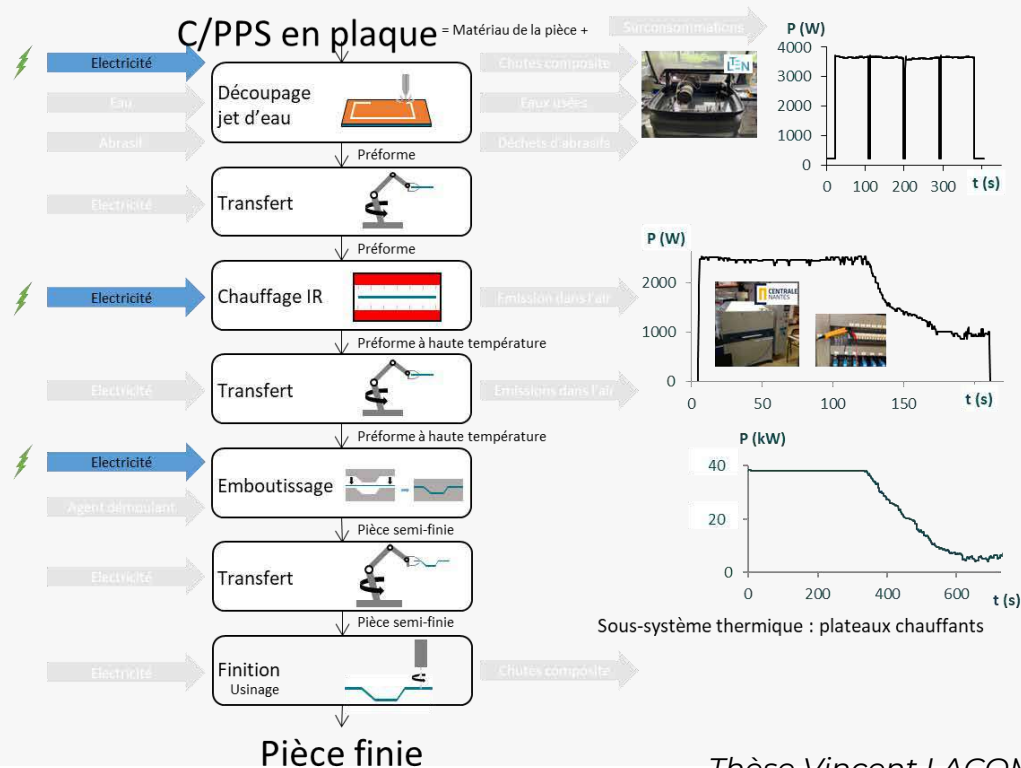 C/PPS en plaque = Matériau de la pièce + Surconsommations
Electricité
Eau
Abrasif
Découpage
jet d’eau
Chutes composite
Eaux usées
Déchets d'abrasifs
P (W)
4000
3000
2000
1000
0
0 100 200 300 t (s)
Préforme
Electricité
Transfert
Préforme
Electricité
Chauffage IR
Emission dans l'air
P (W)
2000
1000
0
CENTRALE
NANTES
0 50 100 150 t (s)
Préforme à haute température
Electricité
Transfert
Emissions dans l'air
Préforme à haute température
Electricité
Agent démoulant
Emboutissage
P (kW)
40
20
0
0 200 400 600 t (s)
Sous-système thermique : plateaux chauffants
Pièce semi-finie
Electricité
Transfert
Pièce semi-finie
Electricité
Finition
Usinage
Chutes composite
Pièce finie
Thèse Vincent